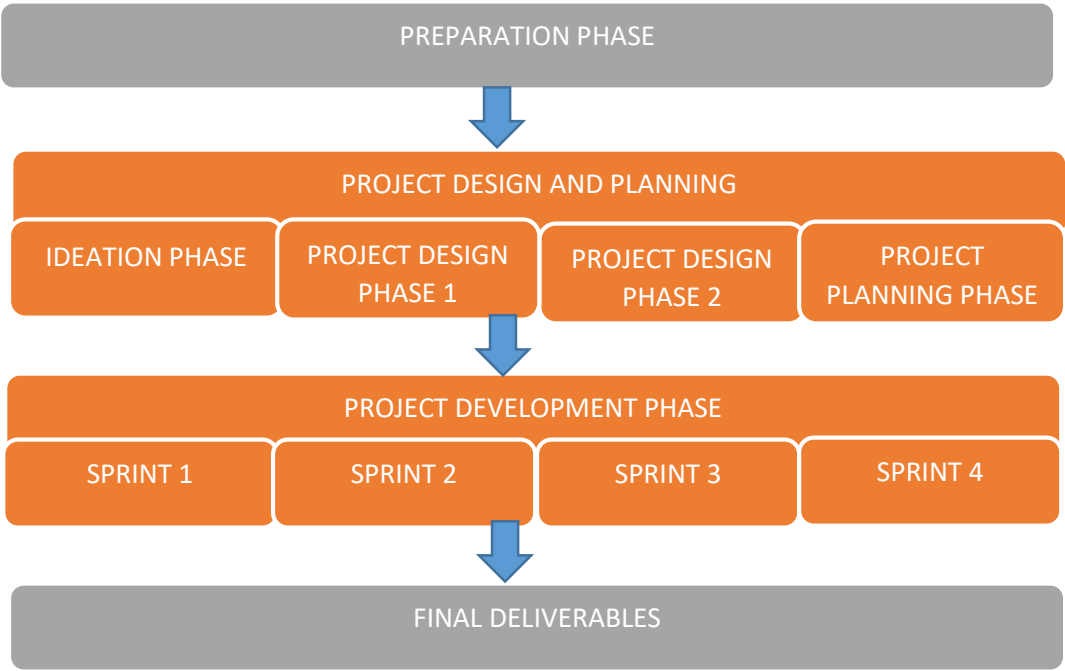 PREPARATION PHASE
PROJECT DESIGN AND PLANNING
IDEATION PHASE
PROJECT DESIGN
PHASE 1
PROJECT DESIGN
PHASE 2
PROJECT
PLANNING PHASE
PROJECT DEVELOPMENT PHASE
SPRINT 1
SPRINT 2
SPRINT 3
SPRINT 4
FINAL DELIVERABLES